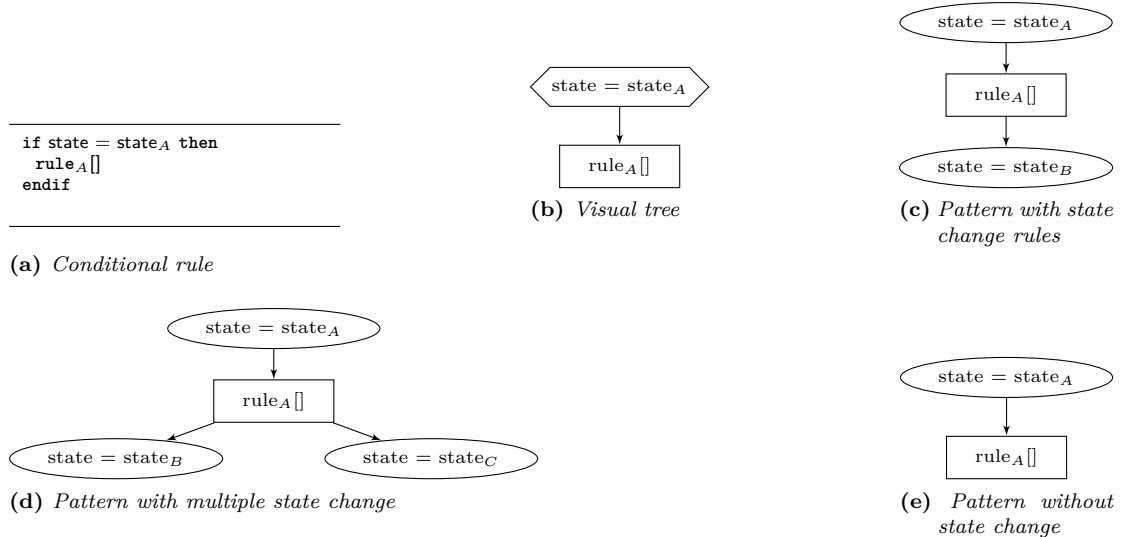 if state = state_A then
rule_A[]
endif
(a) Conditional rule
state = state_A
rule_A[]
(b) Visual tree
state = state_A
rule_A[]
state = state_B
(c) Pattern with state
change rules
state = state_A
rule_A[]
state = state_B
state = state_C
(d) Pattern with multiple state change
state = state_A
rule_A[]
(e) Pattern without
state change